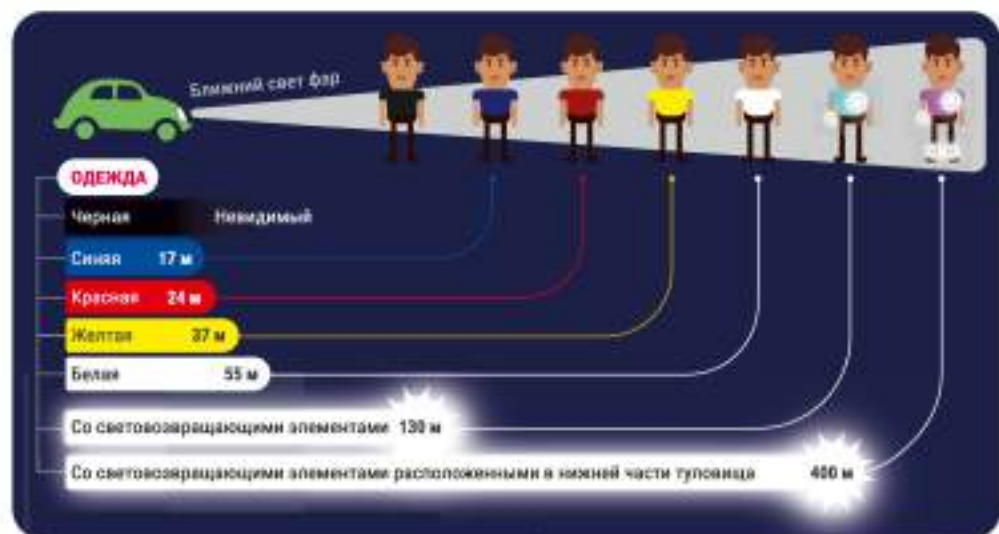 Ближний свет фар
ОДЕЖДА
Черная Невидимый
Синяя 17 м
Красная 24 м
Желтая 37 м
Белая 55 м
Со световозвращающими элементами 130 м
Со световозвращающими элементами расположенными в нижней части туловища 400 м